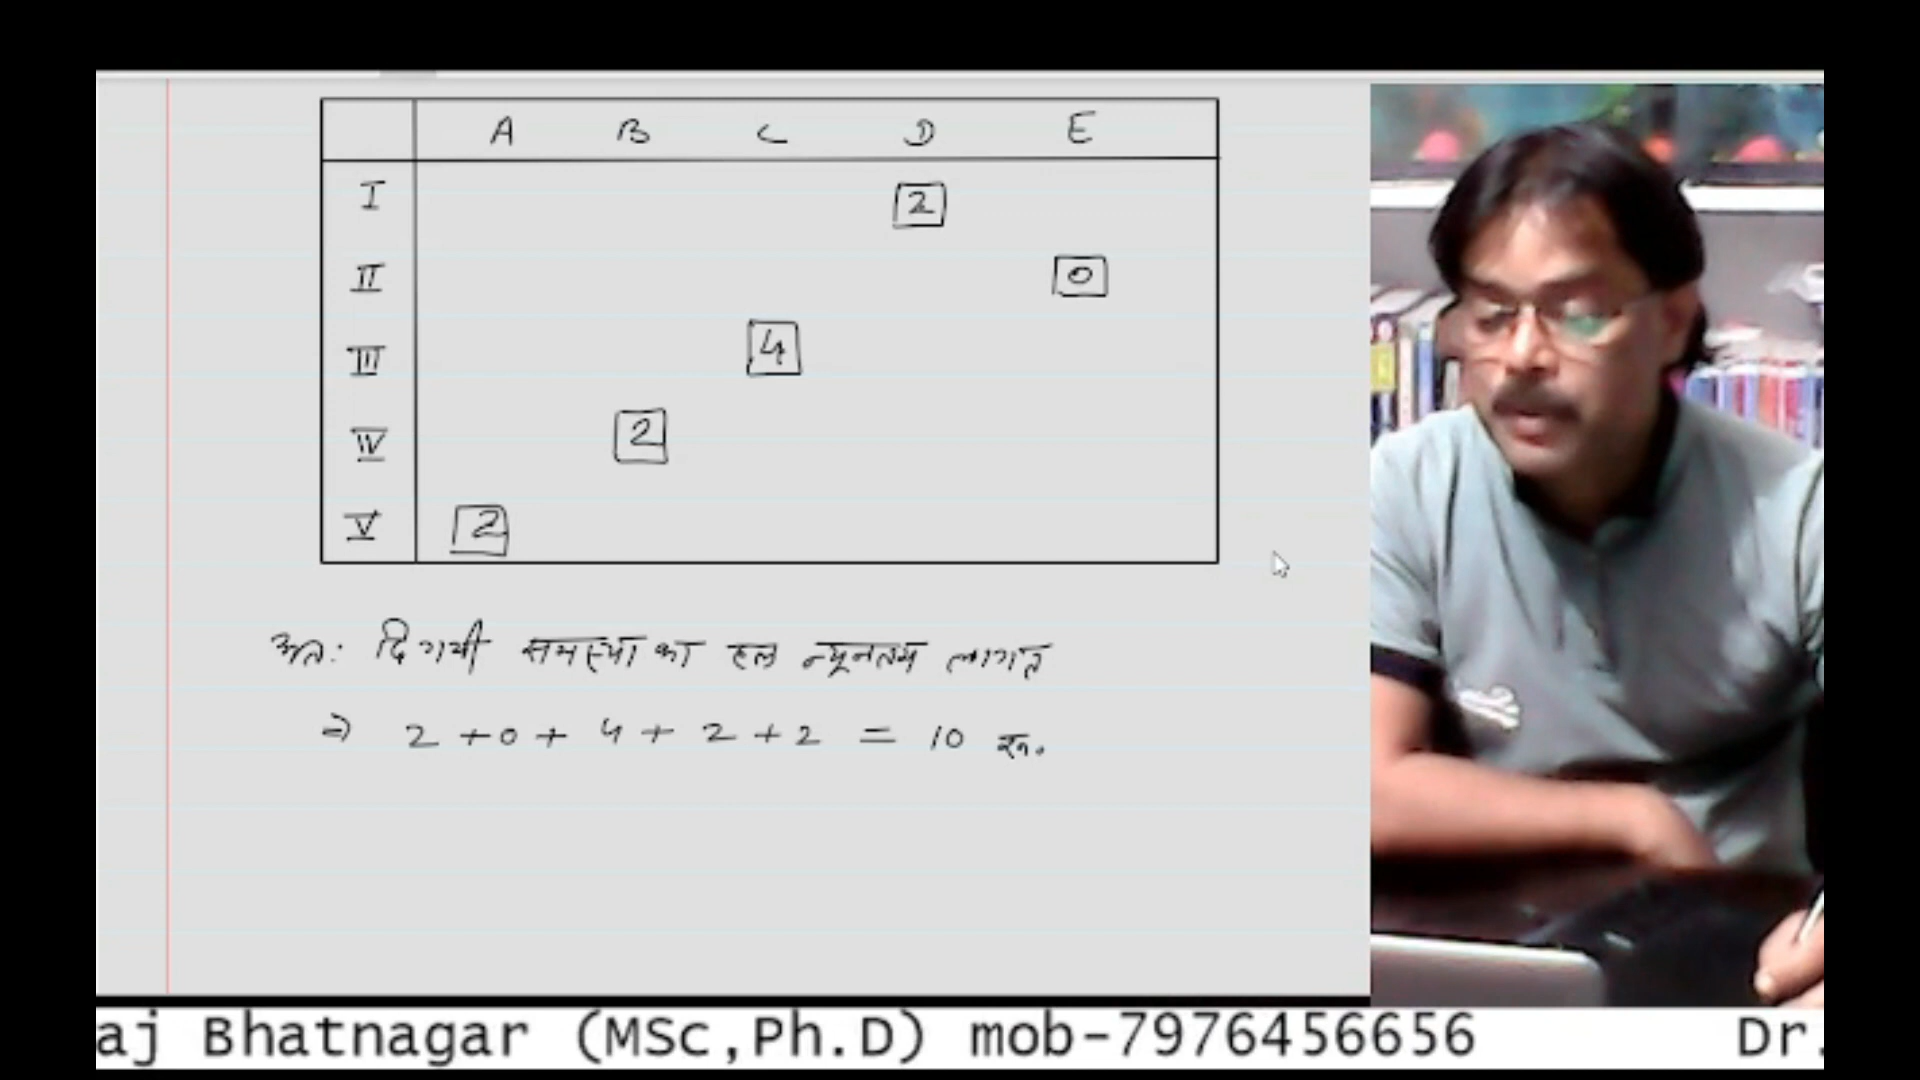 A B C D E
I 2
II 0
III 4
IV 2
V 2
अतः दिगयी समस्या का हल न्यूनतम लागत
⇒ 2 + 0 + 4 + 2 + 2 = 10 रु.
aj Bhatnagar (MSc,Ph.D) mob-7976456656 Dr.